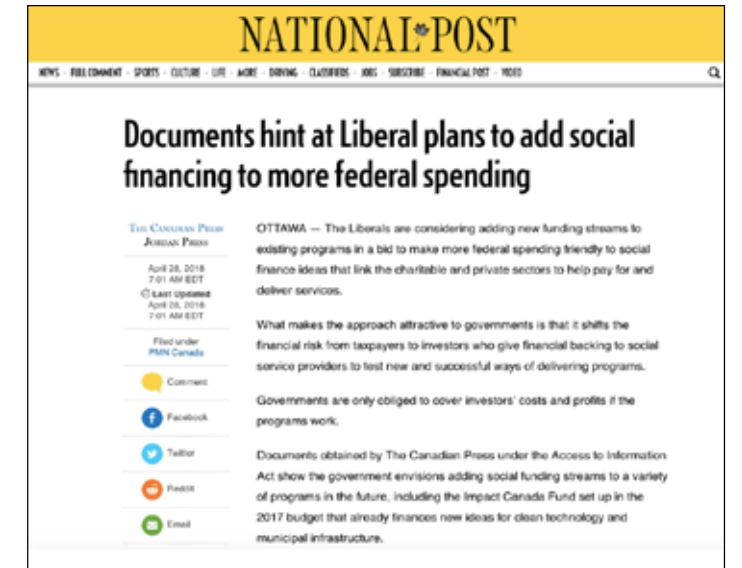 NATIONAL POST
NEWS · FULL COMMENT · SPORTS · CULTURE · LIFE · MORE · DRIVING · CLASSIFIEDS · JOBS · SUBSCRIBE · FINANCIAL POST · VIDEO
Documents hint at Liberal plans to add social
financing to more federal spending
THE CANADIAN PRESS
JORDAN PRESS
April 28, 2018
7:01 AM EDT
Last Updated
April 28, 2018
7:01 AM EDT
Filed under
PMN Canada
Comment
Facebook
Twitter
Reddit
Email
OTTAWA — The Liberals are considering adding new funding streams to
existing programs in a bid to make more federal spending friendly to social
finance ideas that link the charitable and private sectors to help pay for and
deliver services.
What makes the approach attractive to governments is that it shifts the
financial risk from taxpayers to investors who give financial backing to social
service providers to test new and successful ways of delivering programs.
Governments are only obliged to cover investors' costs and profits if the
programs work.
Documents obtained by The Canadian Press under the Access to Information
Act show the government envisions adding social funding streams to a variety
of programs in the future, including the Impact Canada Fund set up in the
2017 budget that already finances new ideas for clean technology and
municipal infrastructure.